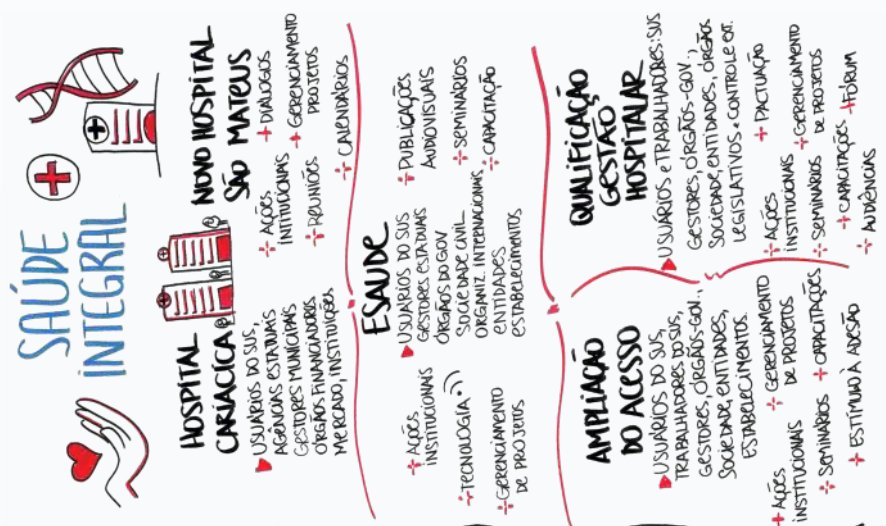 SAÚDE
INTEGRAL
HOSPITAL
CARIACICA
USUÁRIOS DO SUS,
AGÊNCIAS ESTATUAIS
GESTORES MUNICIPAIS
ÓRGÃOS FINANCIADORES
MERCADO, INSTITUIÇÕES
NOVO HOSPITAL
SÃO MATEUS
+ AÇÕES
INTITUCIONAIS
+ REUNIÕES
+ DIÁLOGOS
+ GERENCIAMENTO
PROJETOS
+ CALENDÁRIOS
ESAUDE
+ AÇÕES
INSTITUCIONAIS
+ TECNOLOGIA
+ GERENCIAMENTO
DE PROJETOS
USUÁRIOS DO SUS
GESTORES ESTATUAIS
ÓRGÃOS DO GOV
SOCIEDADE CIVIL
ORGANIZ. INTERNACIONAIS
ENTIDADES
ESTABELECIMENTOS
+ PUBLICAÇÕES
AUDIOVISUAIS
+ SEMINÁRIOS
+ CAPACITAÇÃO
AMPLIAÇÃO
DO ACESSO
USUÁRIOS DO SUS,
TRABALHADORES DO SUS,
GESTORES, ÓRGÃOS-GOV.,
SOCIEDADE, ENTIDADES,
ESTABELECIMENTOS.
+ AÇÕES
INSTITUCIONAIS
+ SEMINÁRIOS
+ ESTÍMULO À ADESÃO
+ GERENCIAMENTO
DE PROJETOS
+ CAPACITAÇÕES
QUALIFICAÇÃO
GESTÃO
HOSPITALAR
USUÁRIOS e TRABALHADORES: SUS
GESTORES, ÓRGÃOS-GOV.,
SOCIEDADE, ENTIDADES, ÓRGÃOS
LEGISLATIVOS + CONTROLE EXT.
+ AÇÕES
INSTITUCIONAIS
+ SEMINÁRIOS
+ CAPACITAÇÕES
+ AUDIÊNCIAS
+ PACTUAÇÃO
+ GERENCIAMENTO
DE PROJETOS
+ FÓRUM